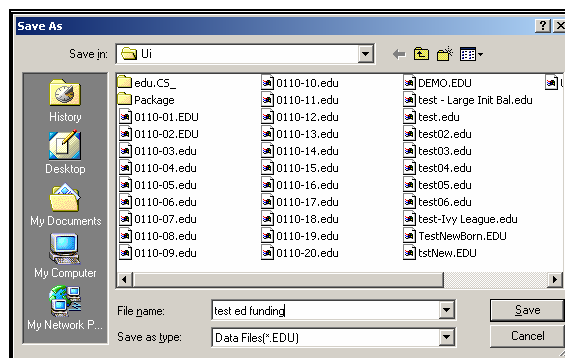 Save As
Save in: Ui
History
Desktop
My Documents
My Computer
My Network P...
edu.CS_
Package
0110-01.EDU
0110-02.EDU
0110-03.edu
0110-04.edu
0110-05.edu
0110-06.edu
0110-07.edu
0110-08.edu
0110-09.edu
0110-10.edu
0110-11.edu
0110-12.edu
0110-13.edu
0110-14.edu
0110-15.edu
0110-16.edu
0110-17.edu
0110-18.edu
0110-19.edu
0110-20.edu
DEMO.EDU
test - Large Init Bal.edu
test.edu
test02.edu
test03.edu
test04.edu
test05.edu
test06.edu
test-Ivy League.edu
TestNewBorn.EDU
tstNew.EDU
File name: test ed funding Save
Save as type: Data Files(*.EDU) Cancel